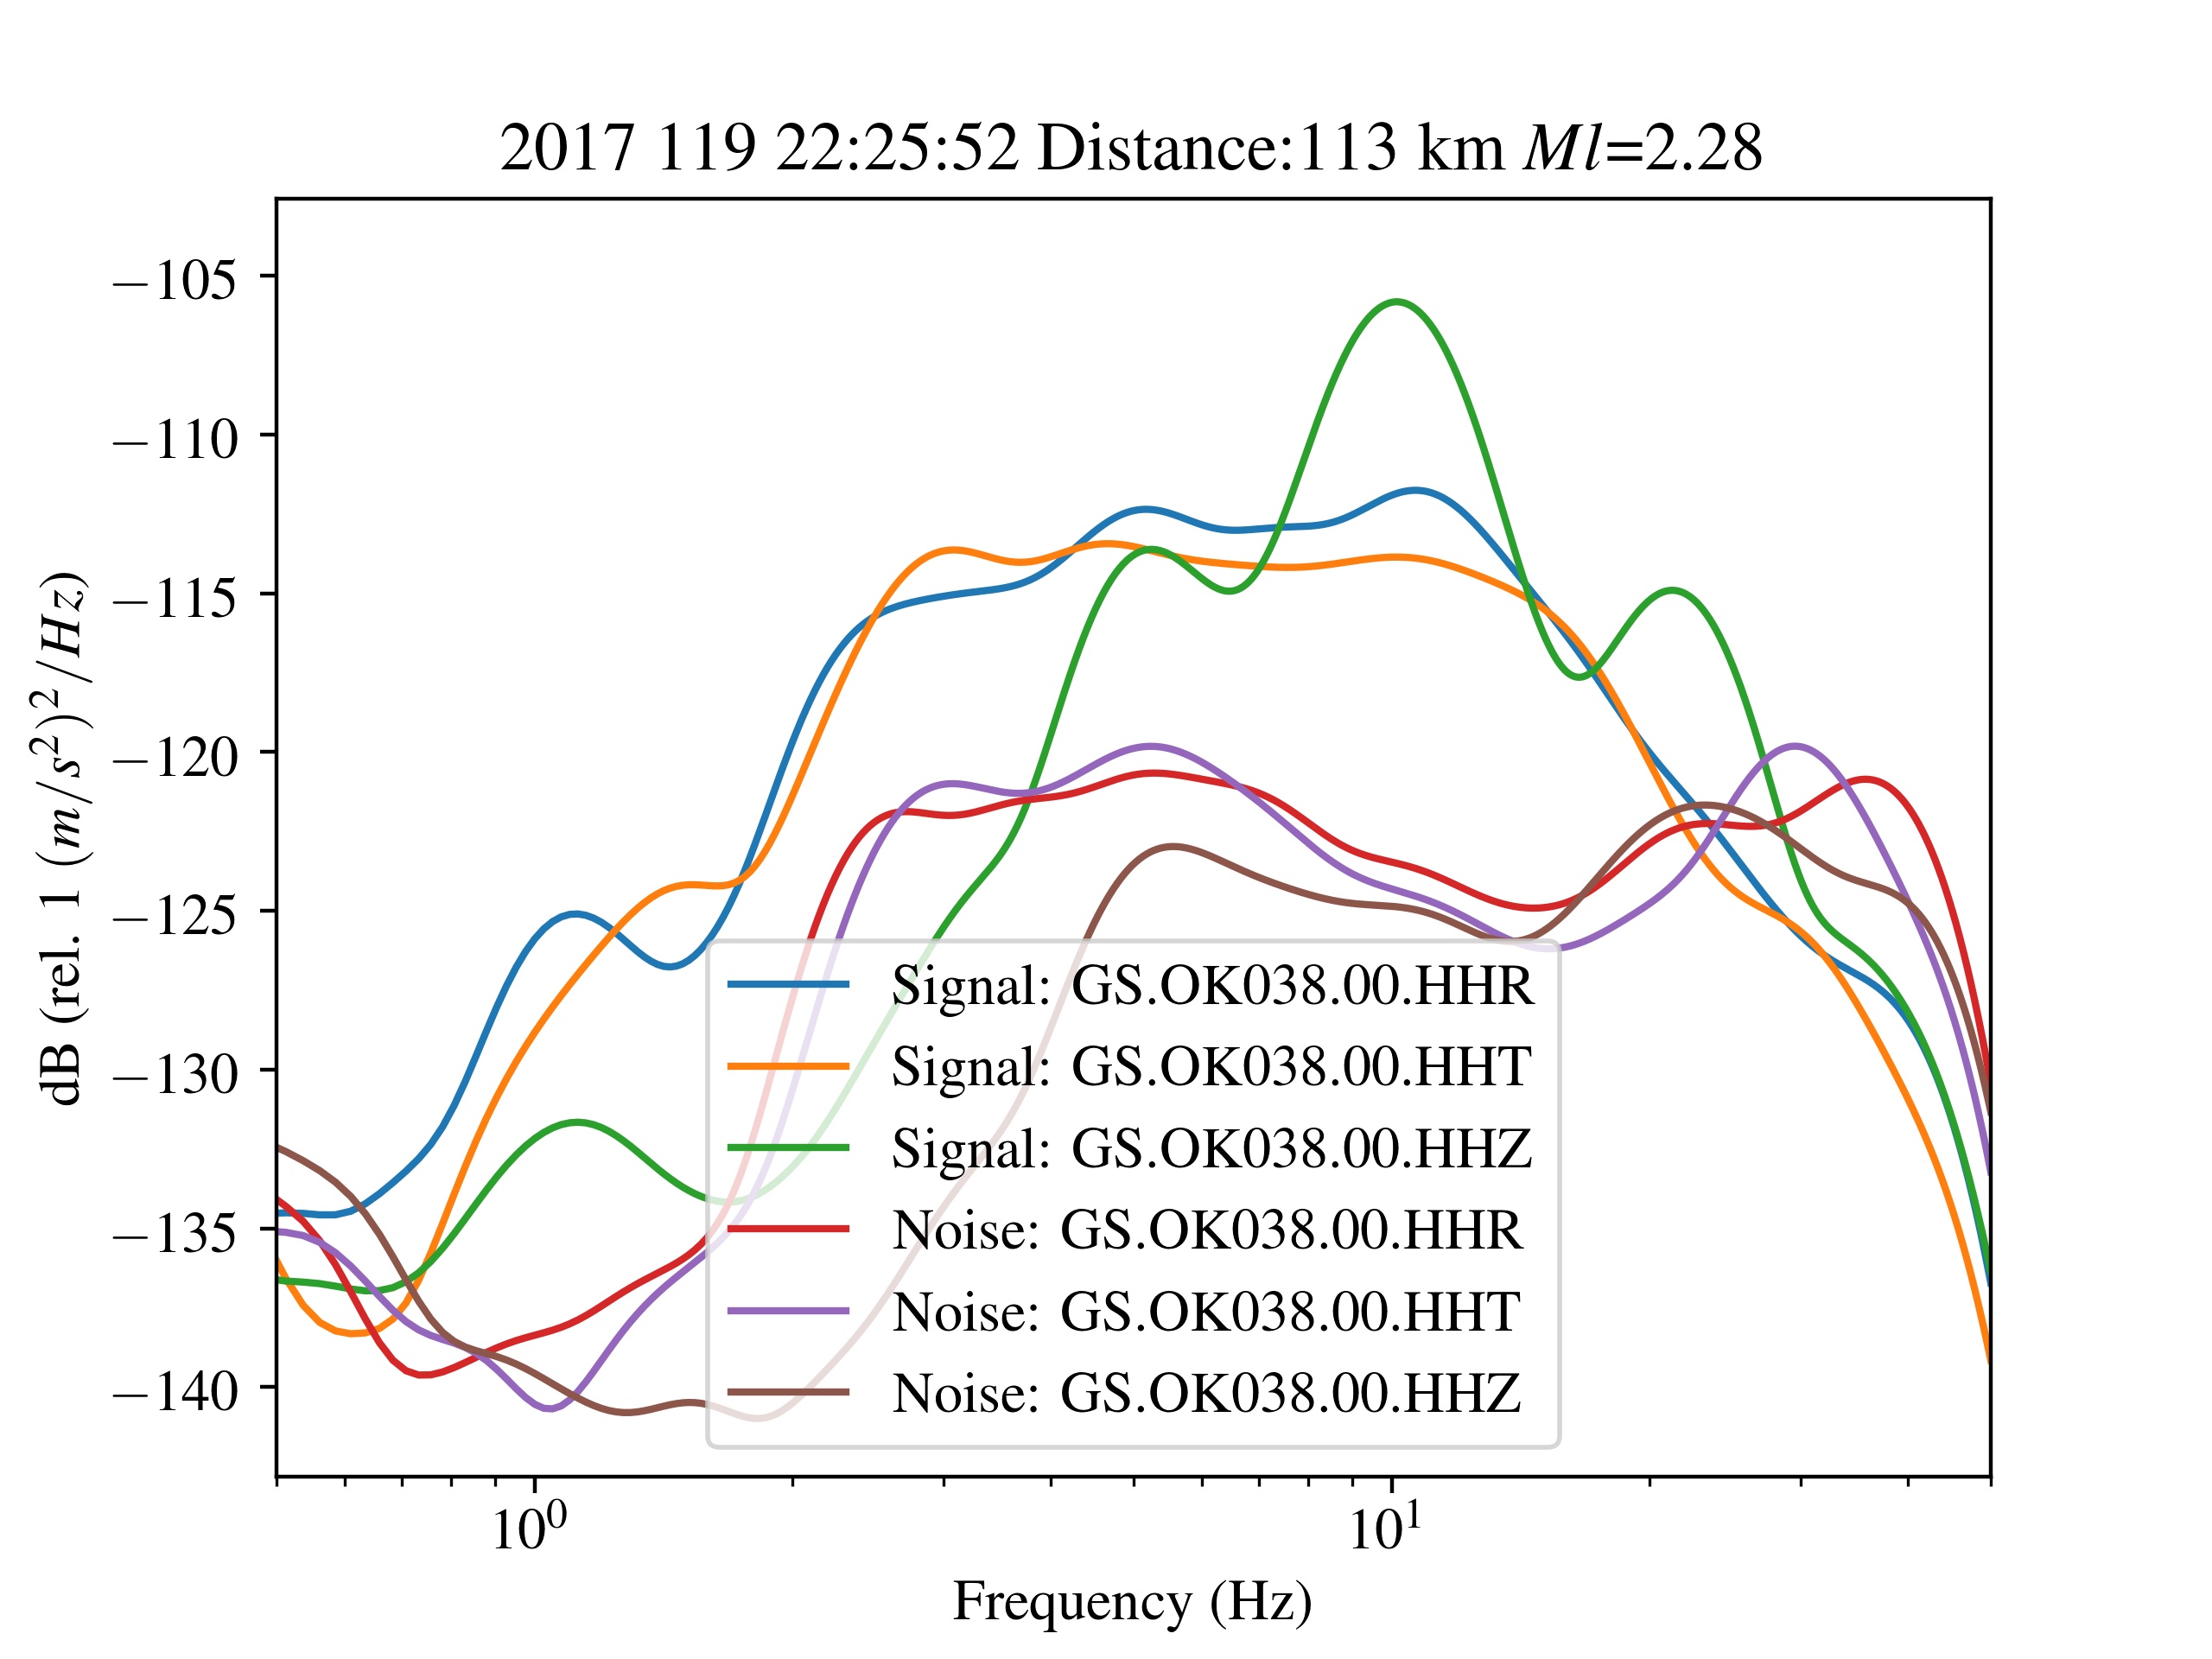 2017 119 22:25:52 Distance:113 km Ml=2.28
dB (rel. 1 (m/s²)²/Hz)
−105
−110
−115
−120
−125
−130
−135
−140
Signal: GS.OK038.00.HHR
Signal: GS.OK038.00.HHT
Signal: GS.OK038.00.HHZ
Noise: GS.OK038.00.HHR
Noise: GS.OK038.00.HHT
Noise: GS.OK038.00.HHZ
10⁰ 10¹
Frequency (Hz)